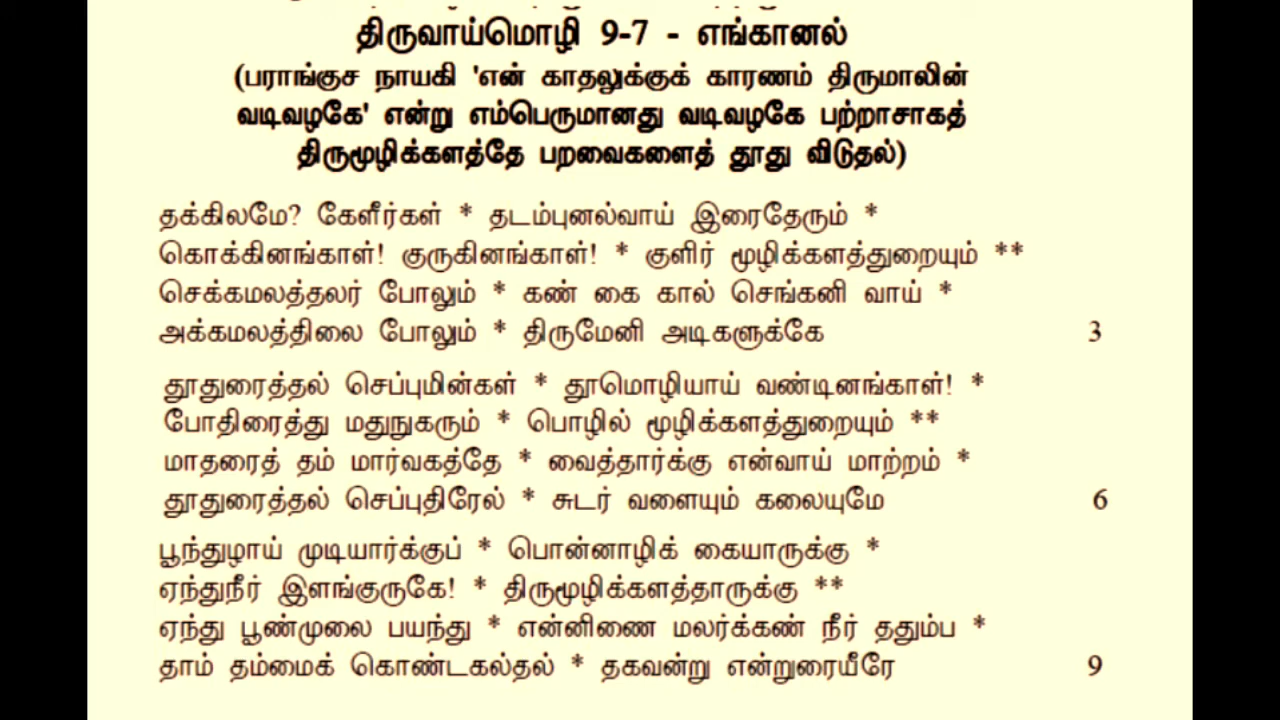 திருவாய்மொழி 9-7 - எங்கானல்
(பராங்குச நாயகி 'என் காதலுக்குக் காரணம் திருமாலின்
வடிவழகே' என்று எம்பெருமானது வடிவழகே பற்றாசாகத்
திருமூழிக்களத்தே பறவைகளைத் தூது விடுதல்)
தக்கிலமே? கேளீர்கள் * தடம்புனல்வாய் இரைதேரும் *
கொக்கினங்காள்! குருகினங்காள்! * குளிர் மூழிக்களத்துறையும் **
செக்கமலத்தலர் போலும் * கண் கை கால் செங்கனி வாய் *
அக்கமலத்திலை போலும் * திருமேனி அடிகளுக்கே 3
தூதுரைத்தல் செப்புமின்கள் * தூமொழியாய் வண்டினங்காள்! *
போதிரைத்து மதுநுகரும் * பொழில் மூழிக்களத்துறையும் **
மாதரைத் தம் மார்வகத்தே * வைத்தார்க்கு என்வாய் மாற்றம் *
தூதுரைத்தல் செப்புதிரேல் * சுடர் வளையும் கலையுமே 6
பூந்துழாய் முடியார்க்குப் * பொன்னாழிக் கையாருக்கு *
ஏந்துநீர் இளங்குருகே! * திருமூழிக்களத்தாருக்கு **
ஏந்து பூண்முலை பயந்து * என்னிணை மலர்க்கண் நீர் ததும்ப *
தாம் தம்மைக் கொண்டகல்தல் * தகவன்று என்றுரையீரே 9